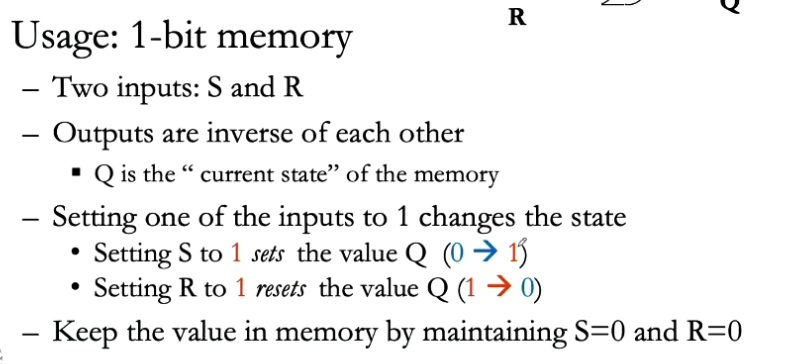 R
Usage: 1-bit memory
– Two inputs: S and R
– Outputs are inverse of each other
▪ Q is the “ current state” of the memory
– Setting one of the inputs to 1 changes the state
• Setting S to 1 sets the value Q (0 → 1)
• Setting R to 1 resets the value Q (1 → 0)
– Keep the value in memory by maintaining S=0 and R=0